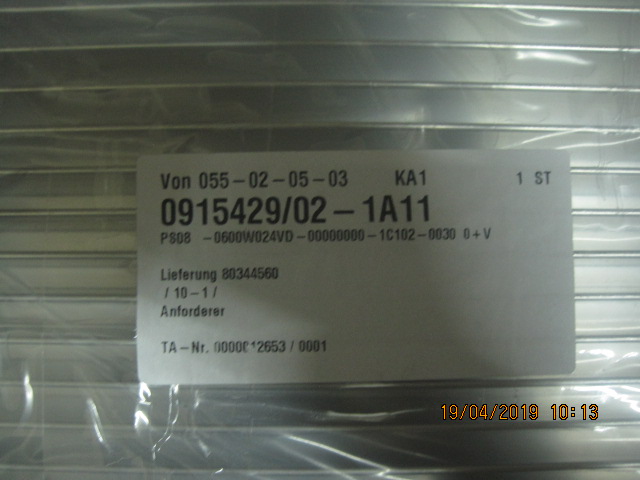 Von 055-02-05-03 KA1 1 ST
0915429/02-1A11
PS08 -0600W024VD-00000000-1C102-0030 0+V
Lieferung 80344560
/ 10-1/
Anforderer
TA-Nr. 0000012653 / 0001
19/04/2019 10:13